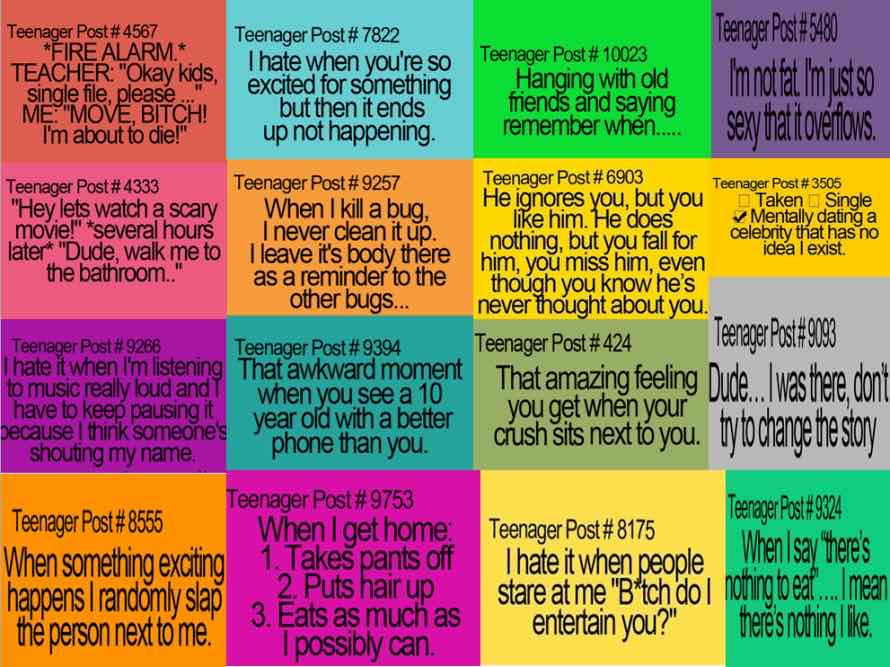 Teenager Post # 4567
*FIRE ALARM.*
TEACHER: "Okay kids,
single file, please ..."
ME: "MOVE, BITCH!
I'm about to die!"
Teenager Post # 7822
I hate when you're so
excited for something
but then it ends
up not happening.
Teenager Post # 10023
Hanging with old
friends and saying
remember when.....
Teenager Post # 5480
I'm not fat. I'm just so
sexy that it overflows.
Teenager Post # 4333
"Hey lets watch a scary
movie!" *several hours
later* "Dude, walk me to
the bathroom.."
Teenager Post # 9257
When I kill a bug,
I never clean it up.
I leave it's body there
as a reminder to the
other bugs...
Teenager Post # 6903
He ignores you, but you
like him. He does
nothing, but you fall for
him, you miss him, even
though you know he's
never thought about you.
Teenager Post # 3505
☐ Taken ☐ Single
✔ Mentally dating a
celebrity that has no
idea I exist.
Teenager Post # 9266
I hate it when I'm listening
to music really loud and I
have to keep pausing it
because I think someone's
shouting my name.
Teenager Post # 9394
That awkward moment
when you see a 10
year old with a better
phone than you.
Teenager Post # 424
That amazing feeling
you get when your
crush sits next to you.
Teenager Post # 9093
Dude… I was there, don't
try to change the story
Teenager Post # 8555
When something exciting
happens I randomly slap
the person next to me.
Teenager Post # 9753
When I get home:
1. Takes pants off
2. Puts hair up
3. Eats as much as
I possibly can.
Teenager Post # 8175
I hate it when people
stare at me "B*tch do I
entertain you?"
Teenager Post # 9324
When I say "there's
nothing to eat"…. I mean
there's nothing I like.